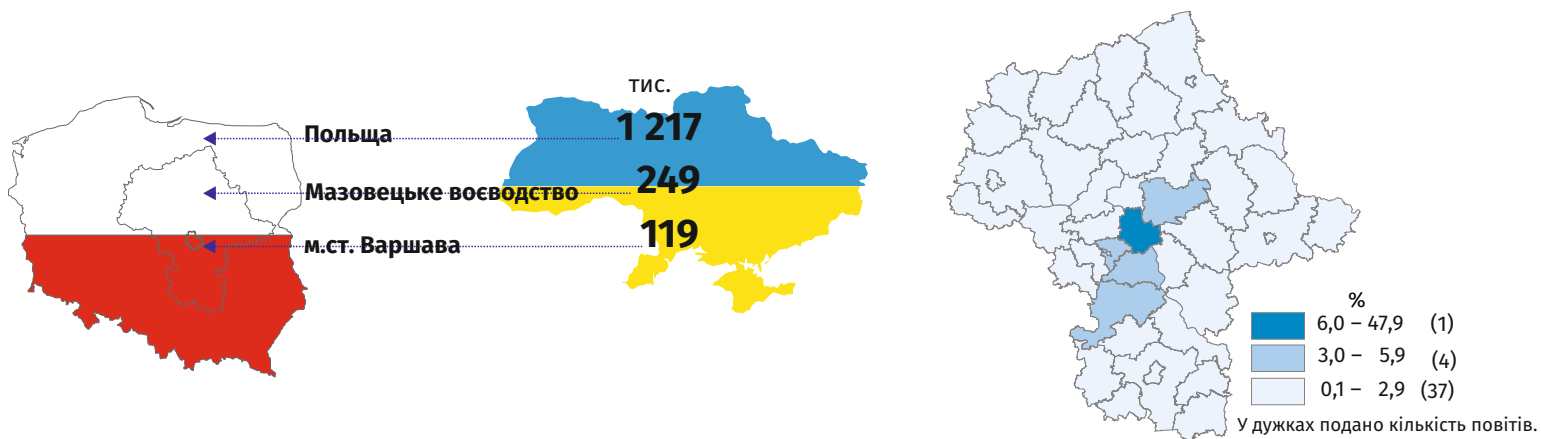 тис.
Польща 1 217
Мазовецьке воєводство 249
м.ст. Варшава 119
%
6,0 – 47,9 (1)
3,0 – 5,9 (4)
0,1 – 2,9 (37)
У дужках подано кількість повітів.